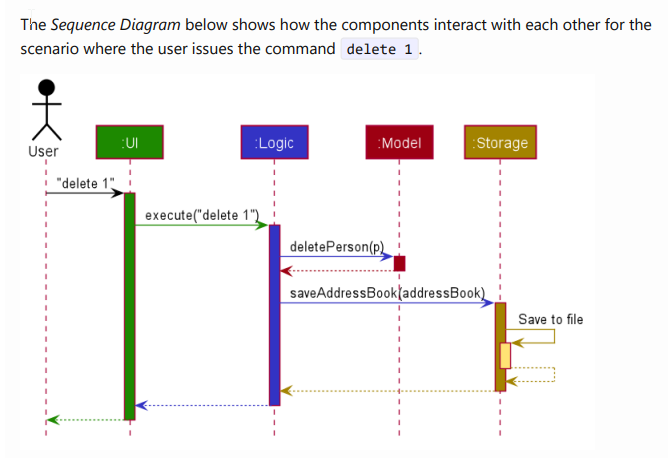 The Sequence Diagram below shows how the components interact with each other for the
scenario where the user issues the command delete 1 .
User
:UI
:Logic
:Model
:Storage
"delete 1"
execute("delete 1")
deletePerson(p)
saveAddressBook(addressBook)
Save to file